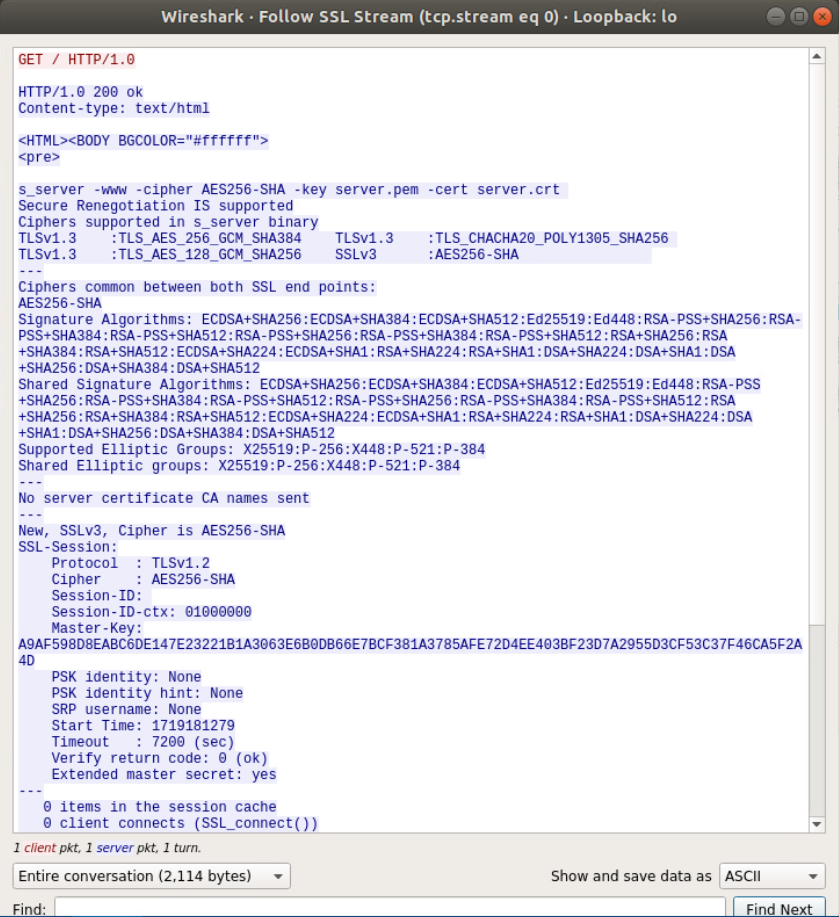 Wireshark · Follow SSL Stream (tcp.stream eq 0) · Loopback: lo
GET / HTTP/1.0
HTTP/1.0 200 ok
Content-type: text/html
<HTML><BODY BGCOLOR="#ffffff">
<pre>
s_server -www -cipher AES256-SHA -key server.pem -cert server.crt
Secure Renegotiation IS supported
Ciphers supported in s_server binary
TLSv1.3    :TLS_AES_256_GCM_SHA384    TLSv1.3    :TLS_CHACHA20_POLY1305_SHA256
TLSv1.3    :TLS_AES_128_GCM_SHA256    SSLv3      :AES256-SHA
---
Ciphers common between both SSL end points:
AES256-SHA
Signature Algorithms: ECDSA+SHA256:ECDSA+SHA384:ECDSA+SHA512:Ed25519:Ed448:RSA-PSS+SHA256:RSA-
PSS+SHA384:RSA-PSS+SHA512:RSA-PSS+SHA256:RSA-PSS+SHA384:RSA-PSS+SHA512:RSA+SHA256:RSA
+SHA384:RSA+SHA512:ECDSA+SHA224:ECDSA+SHA1:RSA+SHA224:RSA+SHA1:DSA+SHA224:DSA+SHA1:DSA
+SHA256:DSA+SHA384:DSA+SHA512
Shared Signature Algorithms: ECDSA+SHA256:ECDSA+SHA384:ECDSA+SHA512:Ed25519:Ed448:RSA-PSS
+SHA256:RSA-PSS+SHA384:RSA-PSS+SHA512:RSA-PSS+SHA256:RSA-PSS+SHA384:RSA-PSS+SHA512:RSA
+SHA256:RSA+SHA384:RSA+SHA512:ECDSA+SHA224:ECDSA+SHA1:RSA+SHA224:RSA+SHA1:DSA+SHA224:DSA
+SHA1:DSA+SHA256:DSA+SHA384:DSA+SHA512
Supported Elliptic Groups: X25519:P-256:X448:P-521:P-384
Shared Elliptic groups: X25519:P-256:X448:P-521:P-384
---
No server certificate CA names sent
---
New, SSLv3, Cipher is AES256-SHA
SSL-Session:
    Protocol  : TLSv1.2
    Cipher    : AES256-SHA
    Session-ID:
    Session-ID-ctx: 01000000
    Master-Key:
A9AF598D8EABC6DE147E23221B1A3063E6B0DB66E7BCF381A3785AFE72D4EE403BF23D7A2955D3CF53C37F46CA5F2A
4D
    PSK identity: None
    PSK identity hint: None
    SRP username: None
    Start Time: 1719181279
    Timeout   : 7200 (sec)
    Verify return code: 0 (ok)
    Extended master secret: yes
---
   0 items in the session cache
   0 client connects (SSL_connect())
1 client pkt, 1 server pkt, 1 turn.
Entire conversation (2,114 bytes)
Show and save data as ASCII
Find:
Find Next